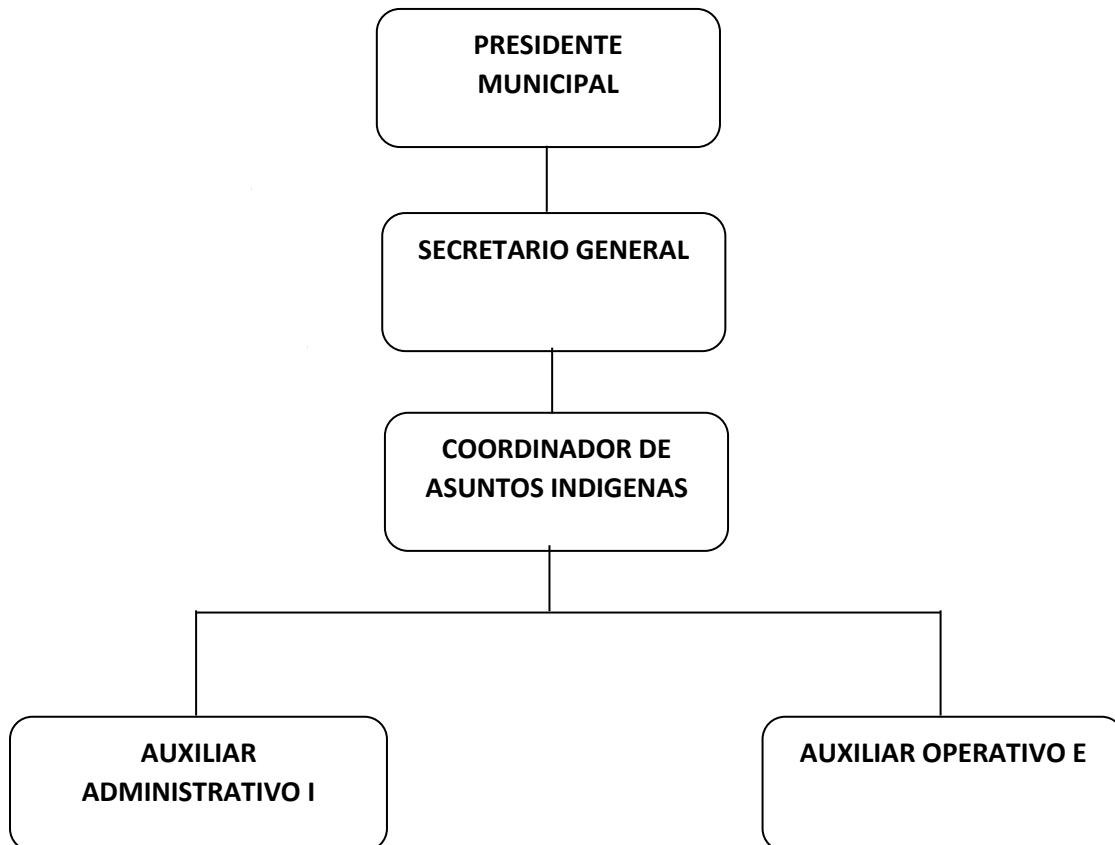 PRESIDENTE
MUNICIPAL
SECRETARIO GENERAL
COORDINADOR DE
ASUNTOS INDIGENAS
AUXILIAR
ADMINISTRATIVO I
AUXILIAR OPERATIVO E